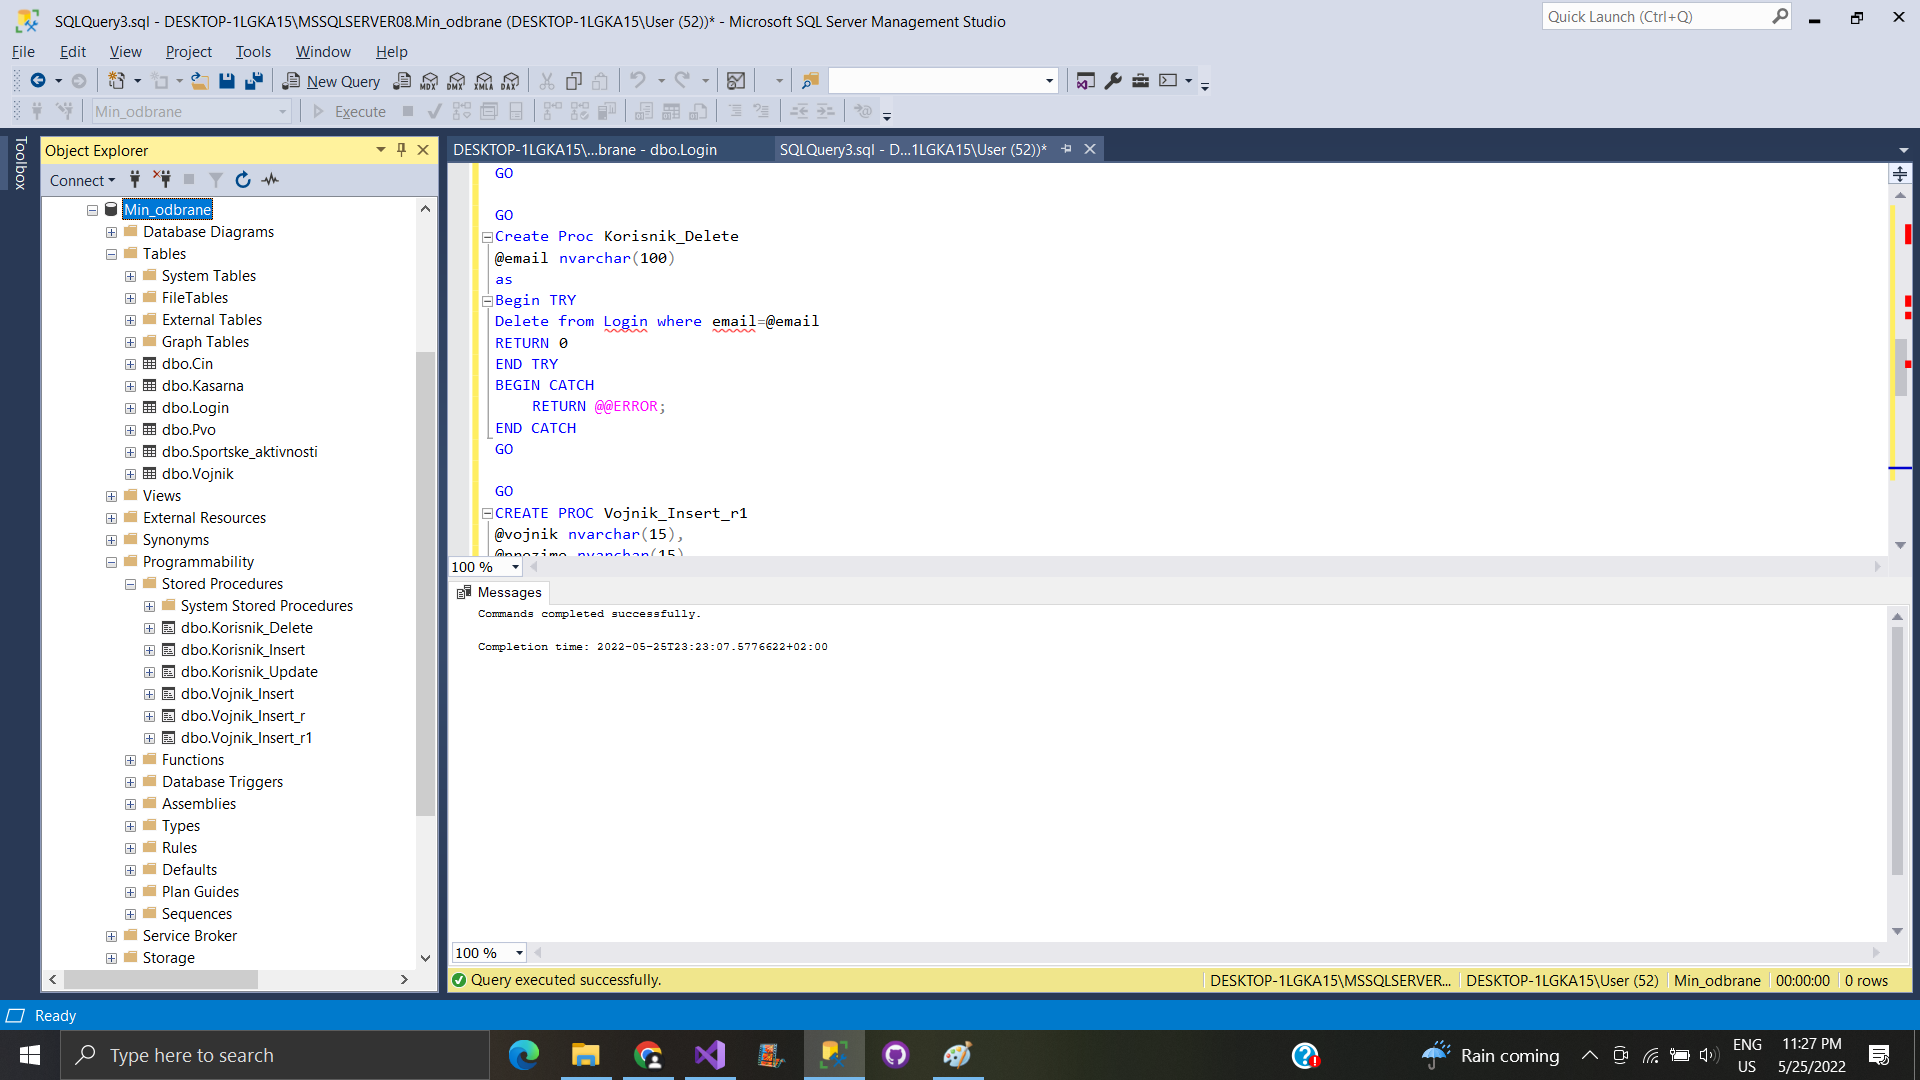 SQLQuery3.sql - DESKTOP-1LGKA15\MSSQLSERVER08.Min_odbrane (DESKTOP-1LGKA15\User (52))* - Microsoft SQL Server Management Studio
Quick Launch (Ctrl+Q)
File Edit View Project Tools Window Help
New Query MDX DMX XMLA DAX
Min_odbrane Execute
Toolbox
Object Explorer
Connect
Min_odbrane
Database Diagrams
Tables
System Tables
FileTables
External Tables
Graph Tables
dbo.Cin
dbo.Kasarna
dbo.Login
dbo.Pvo
dbo.Sportske_aktivnosti
dbo.Vojnik
Views
External Resources
Synonyms
Programmability
Stored Procedures
System Stored Procedures
dbo.Korisnik_Delete
dbo.Korisnik_Insert
dbo.Korisnik_Update
dbo.Vojnik_Insert
dbo.Vojnik_Insert_r
dbo.Vojnik_Insert_r1
Functions
Database Triggers
Assemblies
Types
Rules
Defaults
Plan Guides
Sequences
Service Broker
Storage
DESKTOP-1LGKA15\...brane - dbo.Login
SQLQuery3.sql - D...1LGKA15\User (52))*
GO
GO
Create Proc Korisnik_Delete
@email nvarchar(100)
as
Begin TRY
Delete from Login where email=@email
RETURN 0
END TRY
BEGIN CATCH
RETURN @@ERROR;
END CATCH
GO
GO
CREATE PROC Vojnik_Insert_r1
@vojnik nvarchar(15),
@prezime nvarchar(15)
100 %
Messages
Commands completed successfully.
Completion time: 2022-05-25T23:23:07.5776622+02:00
100 %
Query executed successfully.
DESKTOP-1LGKA15\MSSQLSERVER... DESKTOP-1LGKA15\User (52) Min_odbrane 00:00:00 0 rows
Ready
Type here to search
Rain coming
ENG
US
11:27 PM
5/25/2022